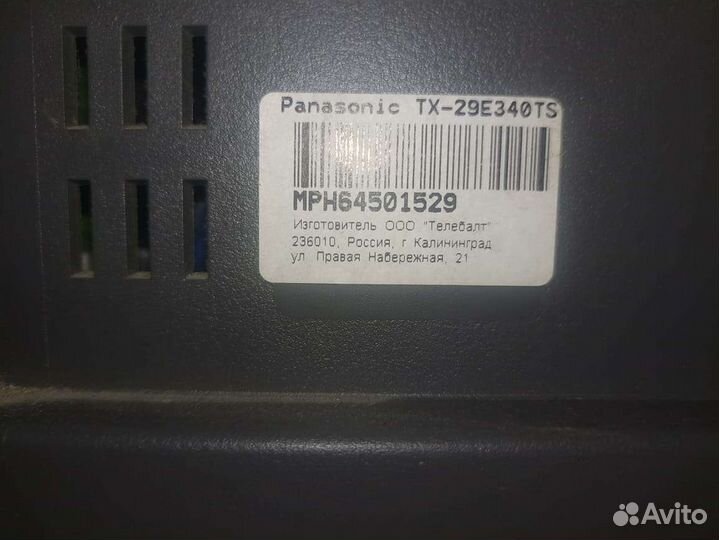 Panasonic TX-29E340TS
MPH64501529
Изготовитель ООО "Телебалт"
236010, Россия, г Калининград
ул Правая Набережная, 21
Avito